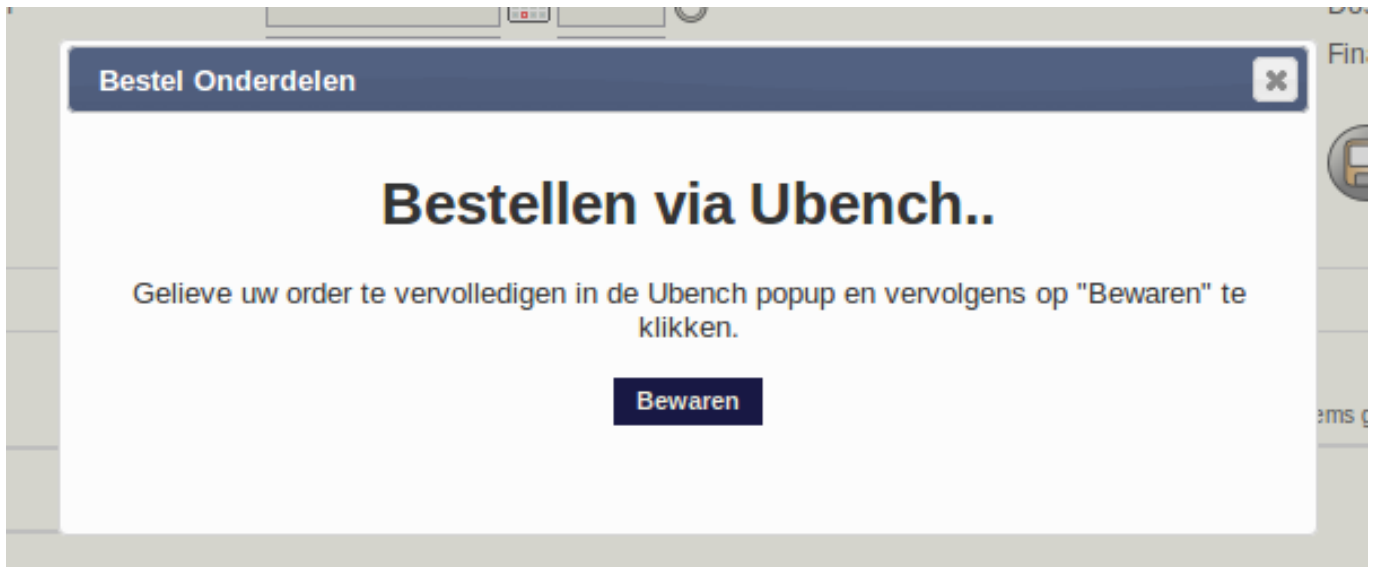 Bestel Onderdelen
Bestellen via Ubench..
Gelieve uw order te vervolledigen in de Ubench popup en vervolgens op "Bewaren" te
klikken.
Bewaren